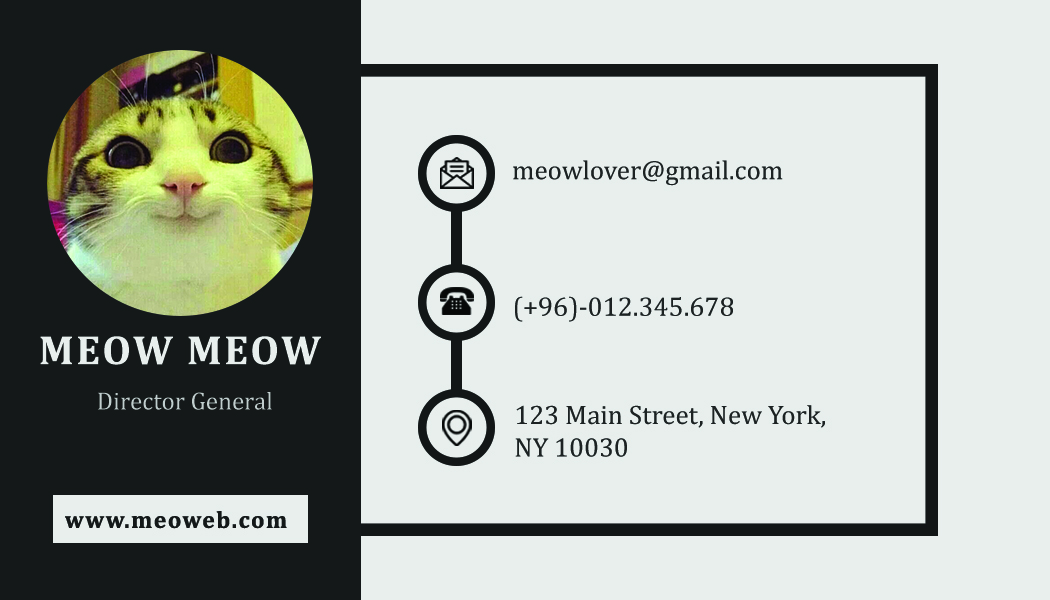 MEOW MEOW
Director General
www.meoweb.com
meowlover@gmail.com
(+96)-012.345.678
123 Main Street, New York,
NY 10030